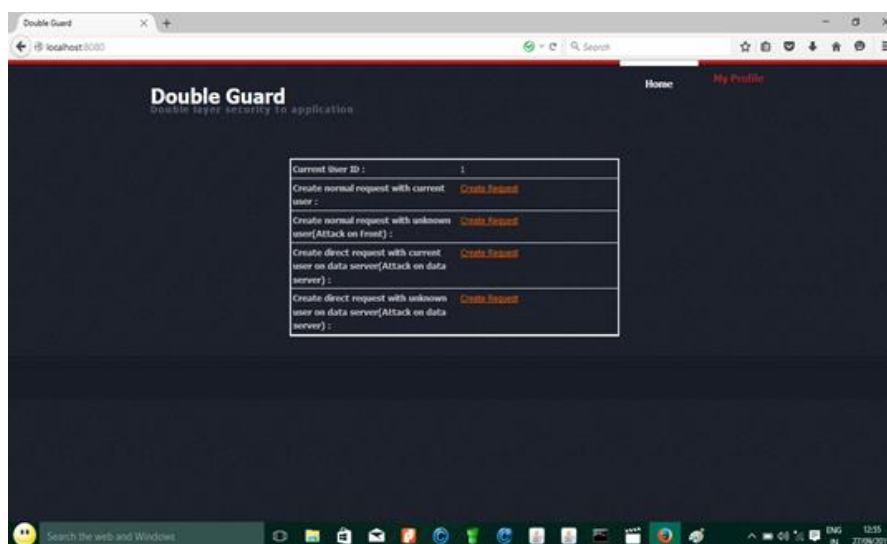 Double Guard
localhost:8080
Search
Home
My Profile
Double Guard
Double layer security to application
Current User ID :
1
Create normal request with current
user :
Create Request
Create normal request with unknown
user(Attack on Front) :
Create Request
Create direct request with current
user on data server(Attack on data
server) :
Create Request
Create direct request with unknown
user on data server(Attack on data
server) :
Create Request
Search the web and Windows
ENG
IN
12:55